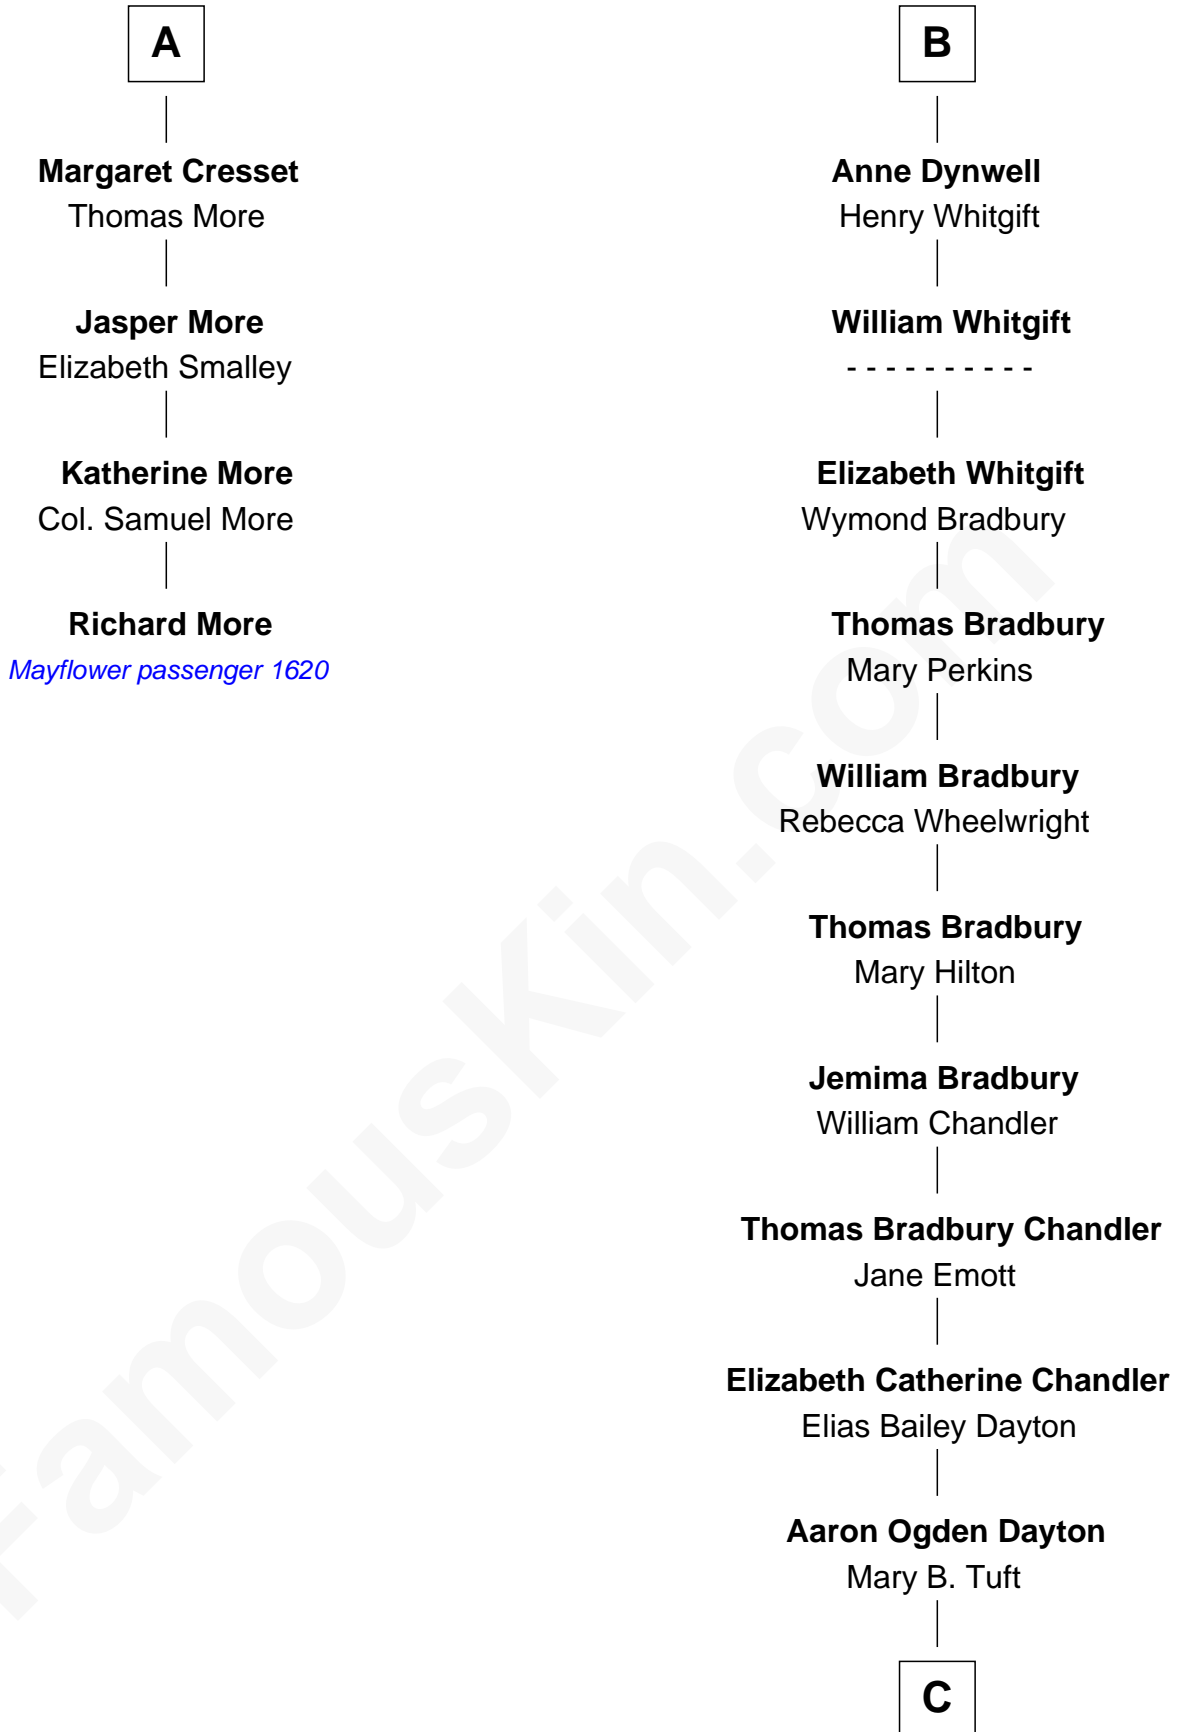 A
Margaret Cresset
Thomas More
Jasper More
Elizabeth Smalley
Katherine More
Col. Samuel More
Richard More
Mayflower passenger 1620
B
Anne Dynwell
Henry Whitgift
William Whitgift
- - - - - - - - - -
Elizabeth Whitgift
Wymond Bradbury
Thomas Bradbury
Mary Perkins
William Bradbury
Rebecca Wheelwright
Thomas Bradbury
Mary Hilton
Jemima Bradbury
William Chandler
Thomas Bradbury Chandler
Jane Emott
Elizabeth Catherine Chandler
Elias Bailey Dayton
Aaron Ogden Dayton
Mary B. Tuft
C
FamousKin.com